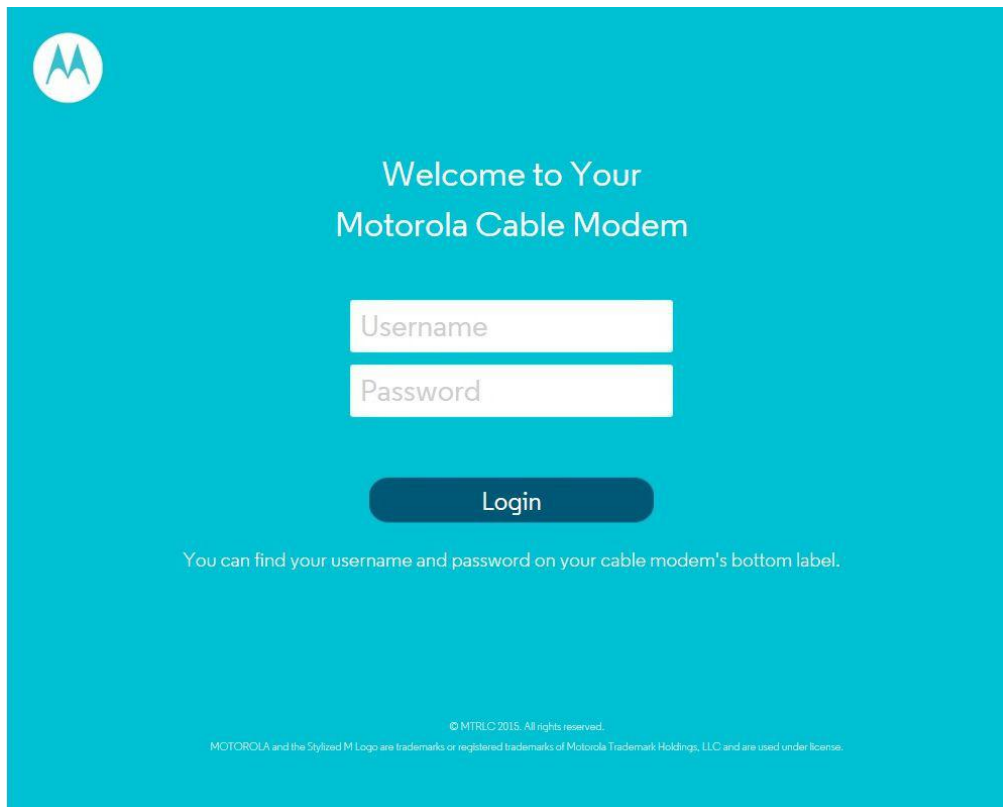 Welcome to Your
Motorola Cable Modem
Username
Password
Login
You can find your username and password on your cable modem's bottom label.
© MTRLC 2015. All rights reserved.
MOTOROLA and the Stylized M Logo are trademarks or registered trademarks of Motorola Trademark Holdings, LLC and are used under license.